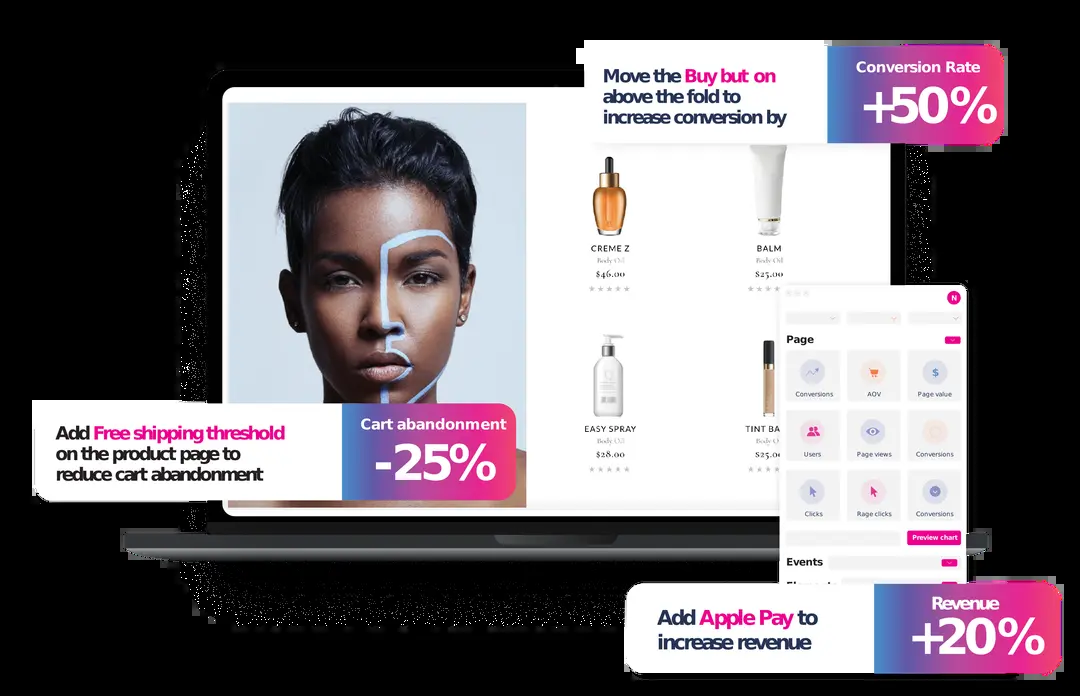 Move the Buy but on
above the fold to
increase conversion by
Conversion Rate
+50%
CREME Z
Body Oil
$46.00
BALM
Body Oil
$25.00
EASY SPRAY
Body Oil
$28.00
TINT BA
Body O
$25.00
Add Free shipping threshold
on the product page to
reduce cart abandonment
Cart abandonment
-25%
N
Page
Conversions
AOV
Page value
Users
Page views
Conversions
Clicks
Rage clicks
Conversions
Preview chart
Events
Add Apple Pay to
increase revenue
Revenue
+20%